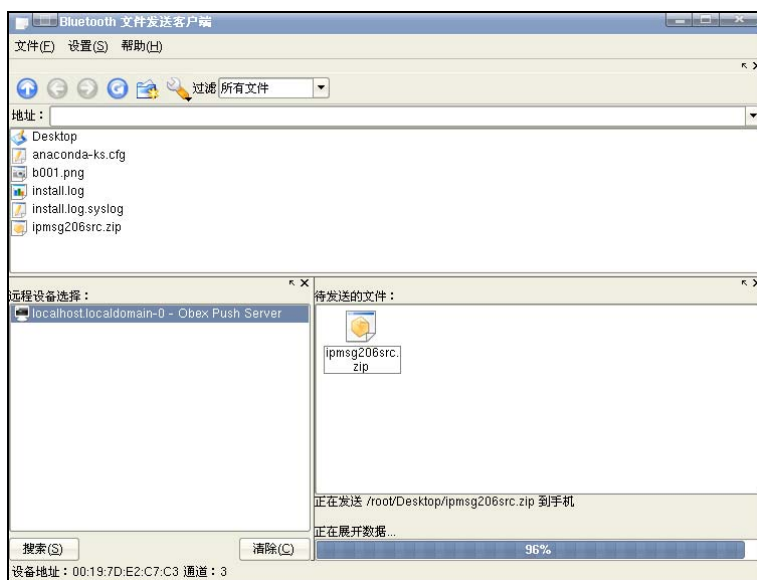 Bluetooth 文件发送客户端
文件(F) 设置(S) 帮助(H)
过滤 所有文件
地址：
Desktop
anaconda-ks.cfg
b001.png
install.log
install.log.syslog
ipmsg206src.zip
远程设备选择：
localhost.localdomain-0 - Obex Push Server
搜索(S) 清除(C)
待发送的文件：
ipmsg206src.
zip
正在发送 /root/Desktop/ipmsg206src.zip 到手机
正在展开数据...
96%
设备地址：00:19:7D:E2:C7:C3 通道：3